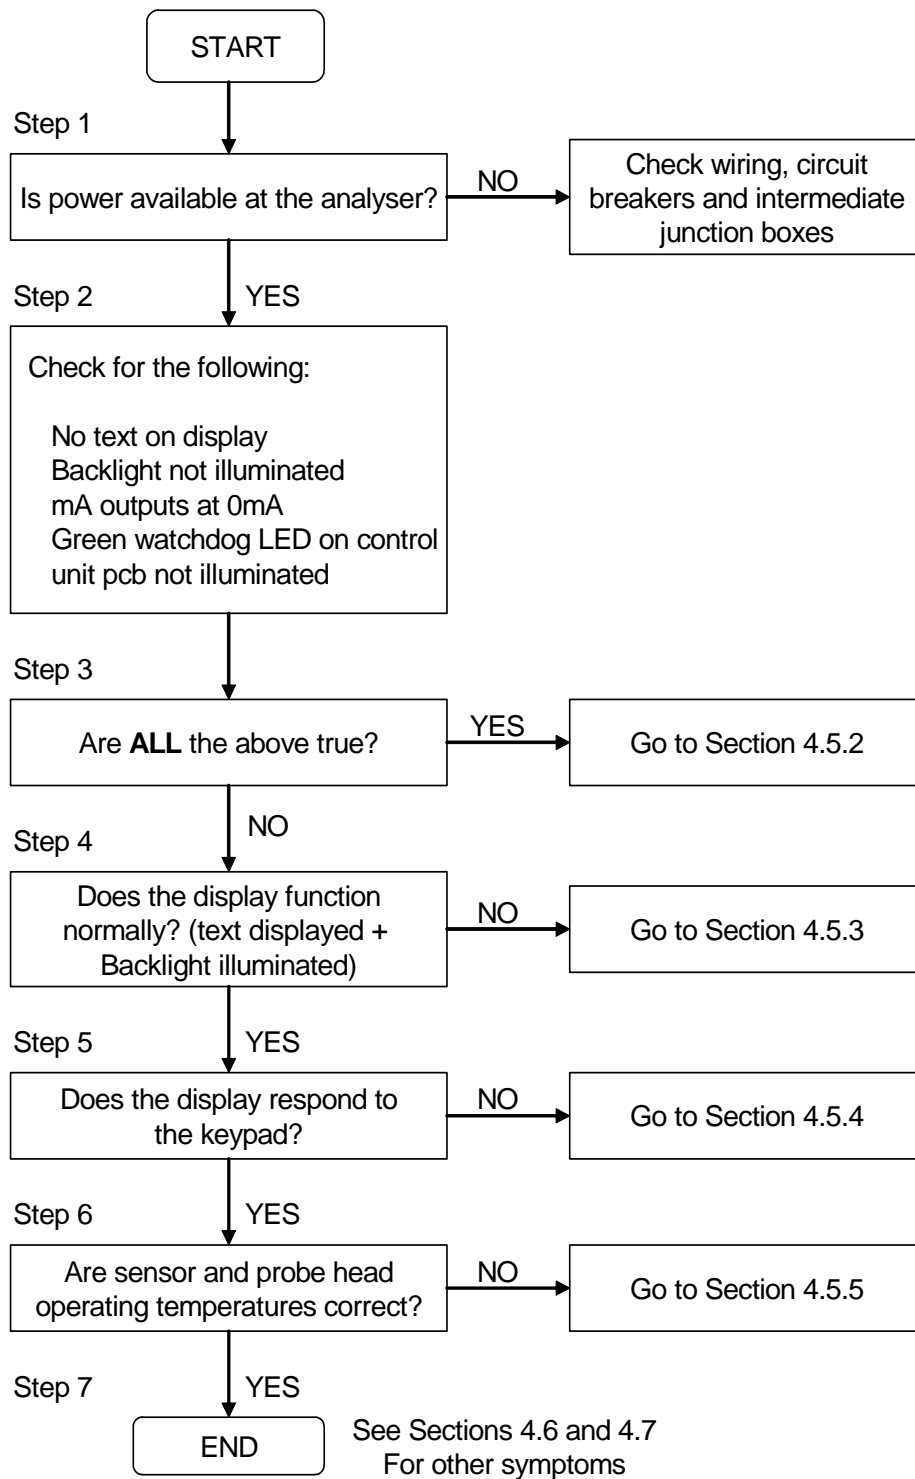 START
Step 1
Is power available at the analyser?
NO
Check wiring, circuit
breakers and intermediate
junction boxes
Step 2
YES
Check for the following:
No text on display
Backlight not illuminated
mA outputs at 0mA
Green watchdog LED on control
unit pcb not illuminated
Step 3
Are ALL the above true?
YES
Go to Section 4.5.2
NO
Step 4
Does the display function
normally? (text displayed +
Backlight illuminated)
NO
Go to Section 4.5.3
Step 5
YES
Does the display respond to
the keypad?
NO
Go to Section 4.5.4
Step 6
YES
Are sensor and probe head
operating temperatures correct?
NO
Go to Section 4.5.5
Step 7
YES
END
See Sections 4.6 and 4.7
For other symptoms